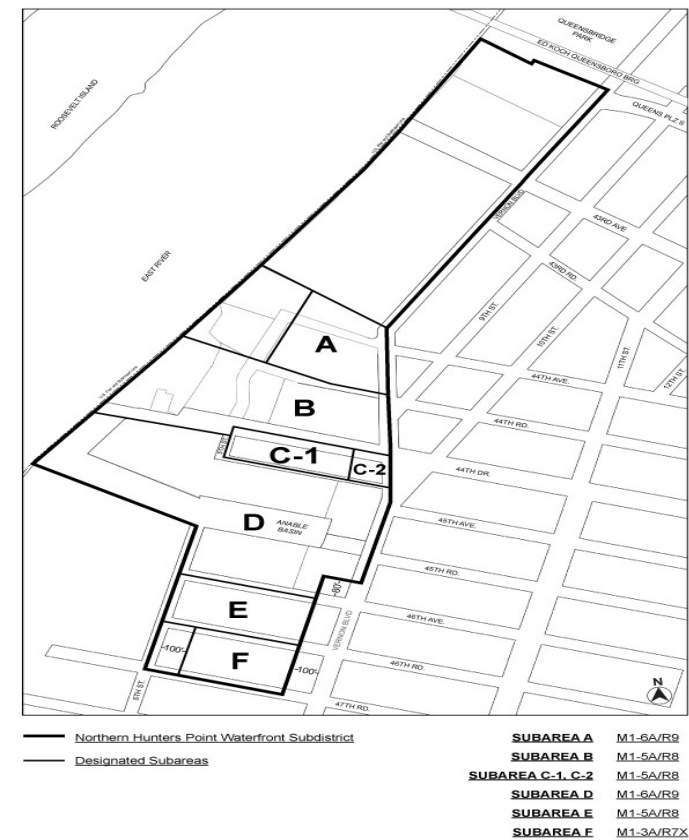 QUEENSBRIDGE
PARK
ED KOCH QUEENSBORO BRG
QUEENS PLZ S
ROOSEVELT ISLAND
VERNON BLVD
43RD AVE
43RD RD.
EAST RIVER
9TH ST.
10TH ST.
11TH ST.
12TH ST.
A
44TH AVE.
B
44TH RD.
5TH ST.
C-1
C-2
44TH DR.
D
ANABLE
BASIN
45TH AVE.
45TH RD.
80'
E
46TH AVE.
VERNON BLVD
100'
F
100'
46TH RD.
5TH ST.
47TH RD.
N
Northern Hunters Point Waterfront Subdistrict
Designated Subareas
SUBAREA A M1-6A/R9
SUBAREA B M1-5A/R8
SUBAREA C-1, C-2 M1-5A/R8
SUBAREA D M1-6A/R9
SUBAREA E M1-5A/R8
SUBAREA F M1-3A/R7X